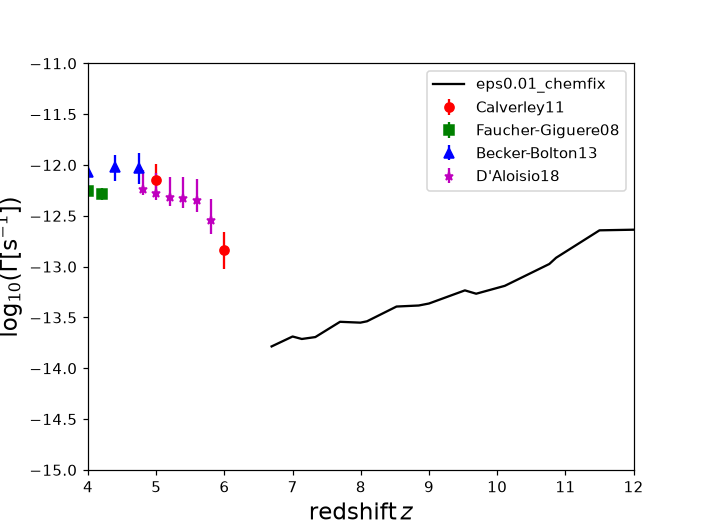 −11.0
−11.5
−12.0
−12.5
−13.0
−13.5
−14.0
−14.5
−15.0
log₁₀(Γ[s⁻¹])
eps0.01_chemfix
Calverley11
Faucher-Giguere08
Becker-Bolton13
D'Aloisio18
4 5 6 7 8 9 10 11 12
redshift z